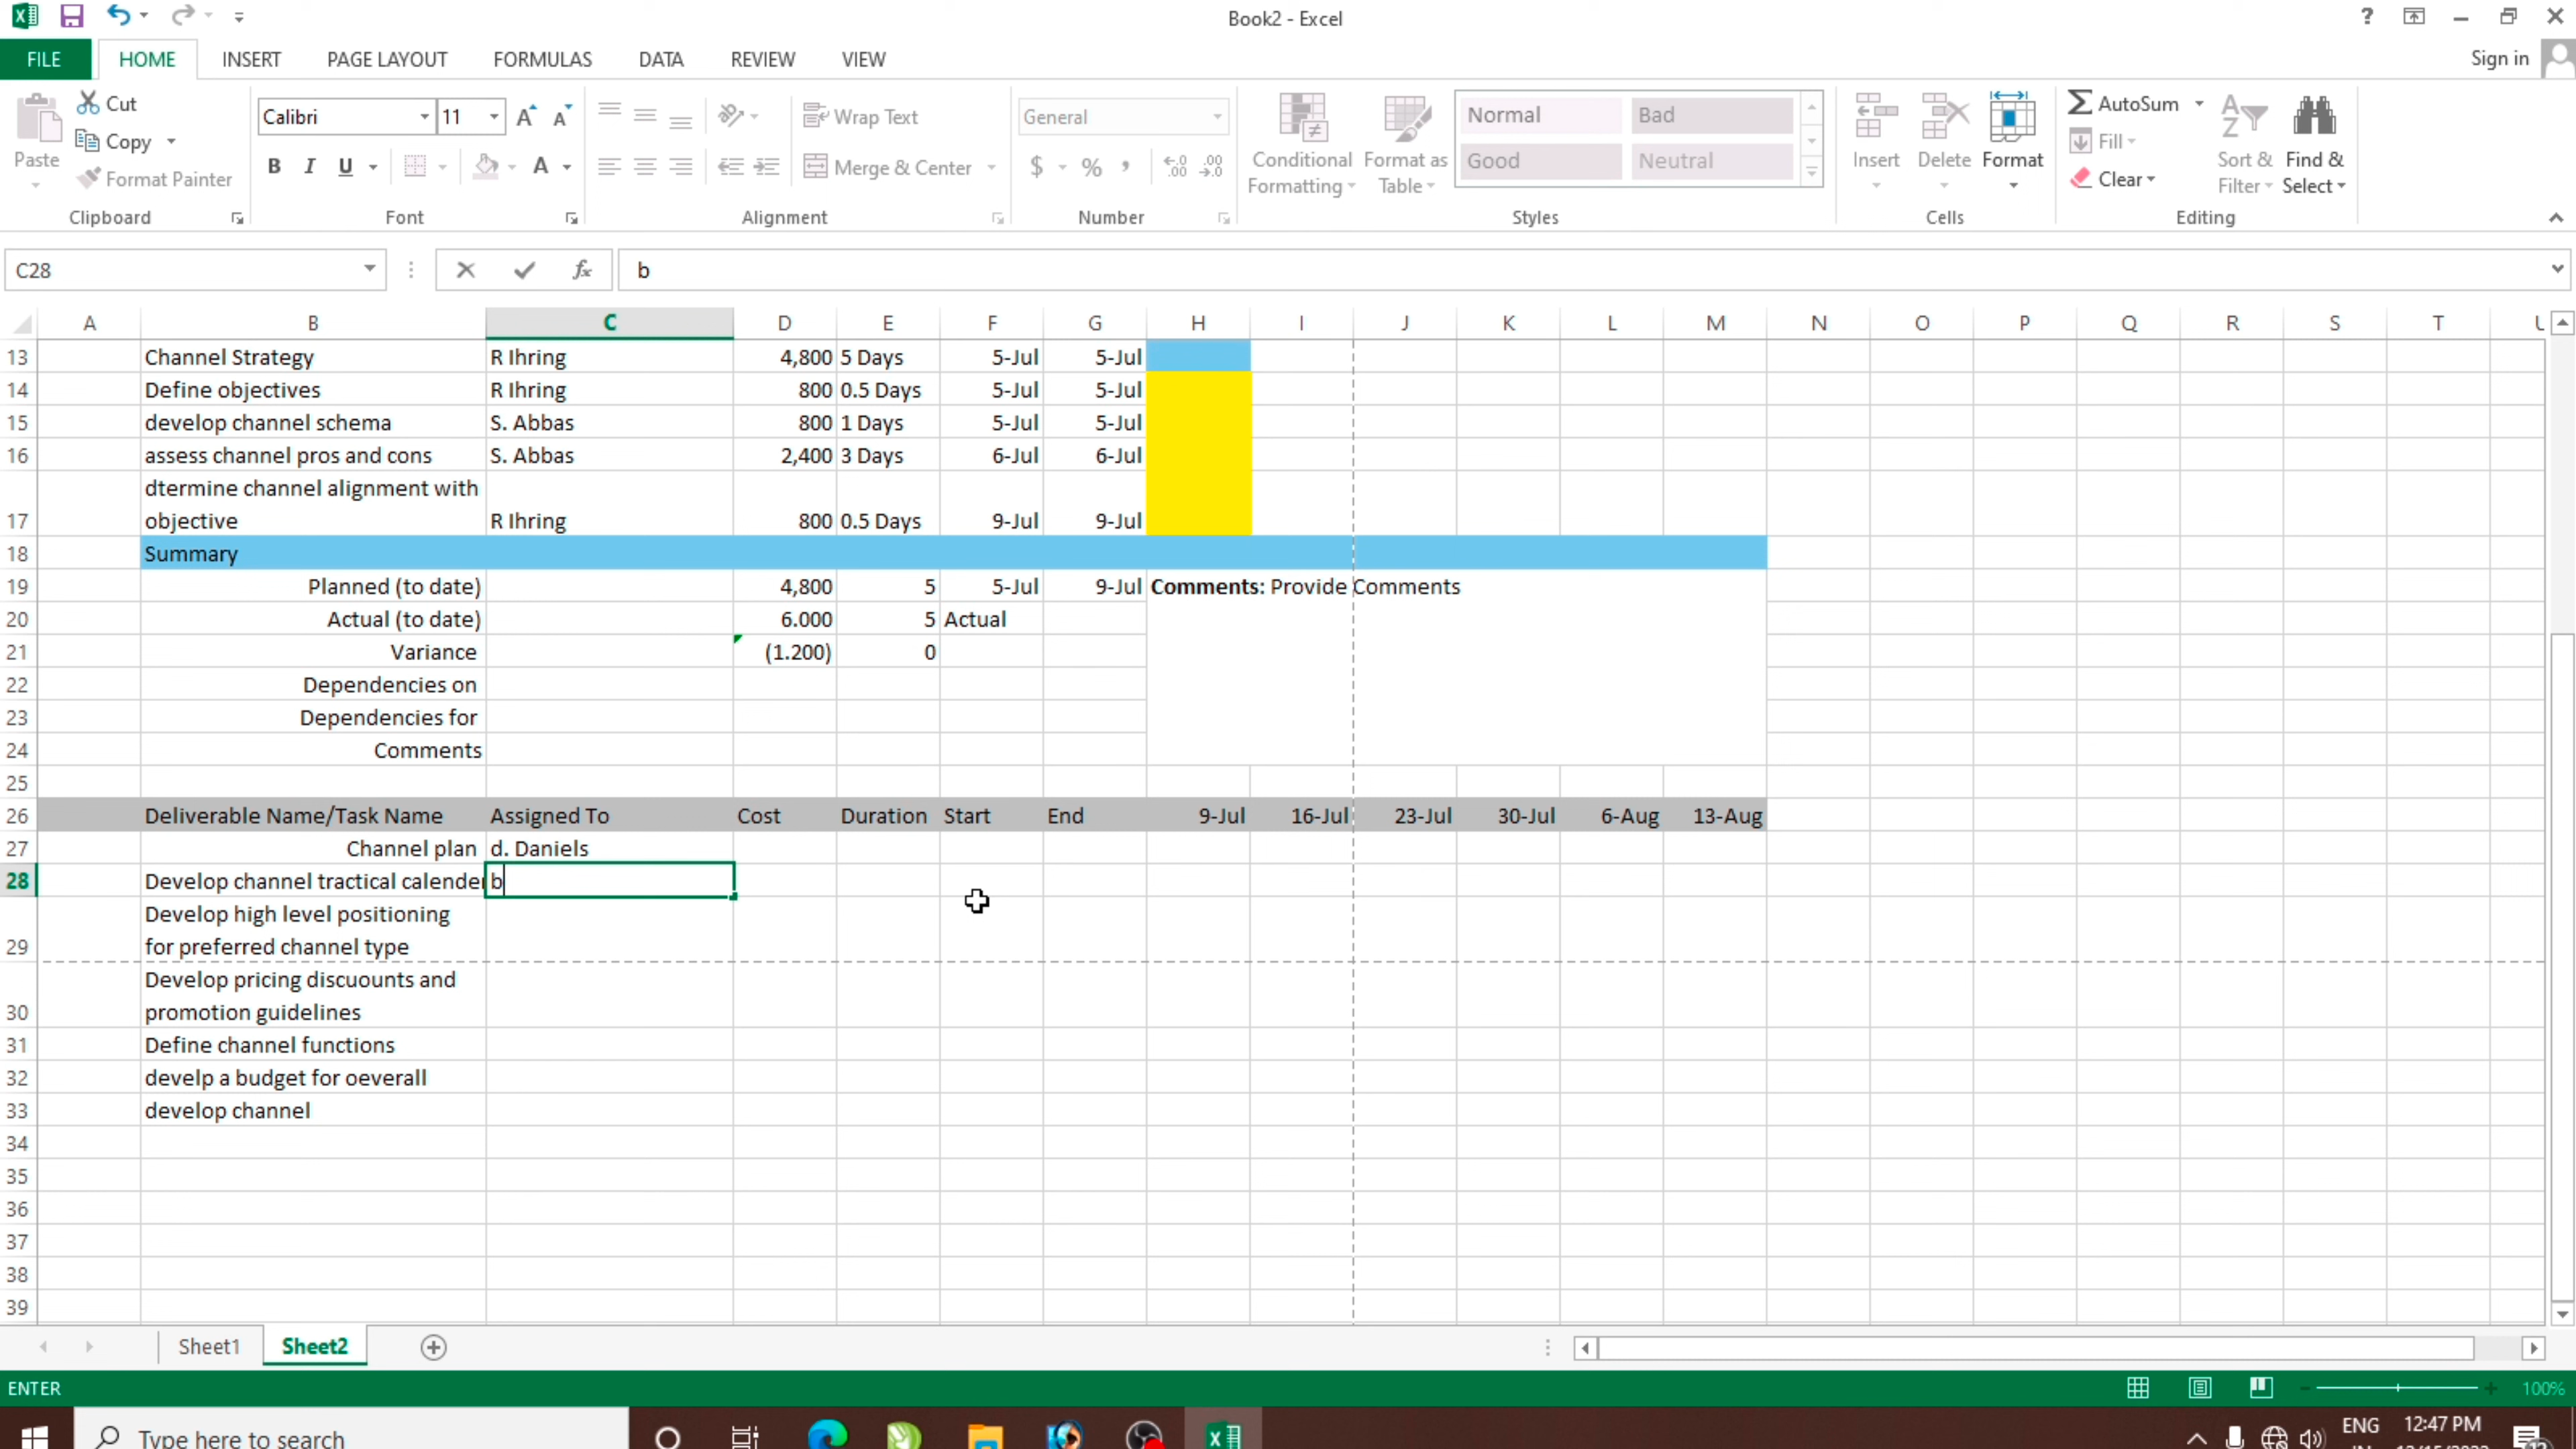 Book2 - Excel
?
FILE HOME INSERT PAGE LAYOUT FORMULAS DATA REVIEW VIEW Sign in
Cut
Copy
Format Painter
Paste
Clipboard
Calibri 11
B I U
Font
Wrap Text
Merge & Center
Alignment
General
$ % ,
Number
Conditional Formatting
Format as Table
Normal Bad
Good Neutral
Styles
Insert Delete Format
Cells
AutoSum
Fill
Clear
Sort & Filter
Find & Select
Editing
C28 fx b
A B C D E F G H I J K L M N O P Q R S T
13 Channel Strategy R Ihring 4,800 5 Days 5-Jul 5-Jul
14 Define objectives R Ihring 800 0.5 Days 5-Jul 5-Jul
15 develop channel schema S. Abbas 800 1 Days 5-Jul 5-Jul
16 assess channel pros and cons S. Abbas 2,400 3 Days 6-Jul 6-Jul
dtermine channel alignment with
17 objective R Ihring 800 0.5 Days 9-Jul 9-Jul
18 Summary
19 Planned (to date) 4,800 5 5-Jul 9-Jul Comments: Provide Comments
20 Actual (to date) 6.000 5 Actual
21 Variance (1.200) 0
22 Dependencies on
23 Dependencies for
24 Comments
25
26 Deliverable Name/Task Name Assigned To Cost Duration Start End 9-Jul 16-Jul 23-Jul 30-Jul 6-Aug 13-Aug
27 Channel plan d. Daniels
28 Develop channel tractical calender b
Develop high level positioning
29 for preferred channel type
Develop pricing discuounts and
30 promotion guidelines
31 Define channel functions
32 develp a budget for oeverall
33 develop channel
34
35
36
37
38
39
Sheet1 Sheet2
ENTER 100%
Type here to search ENG 12:47 PM